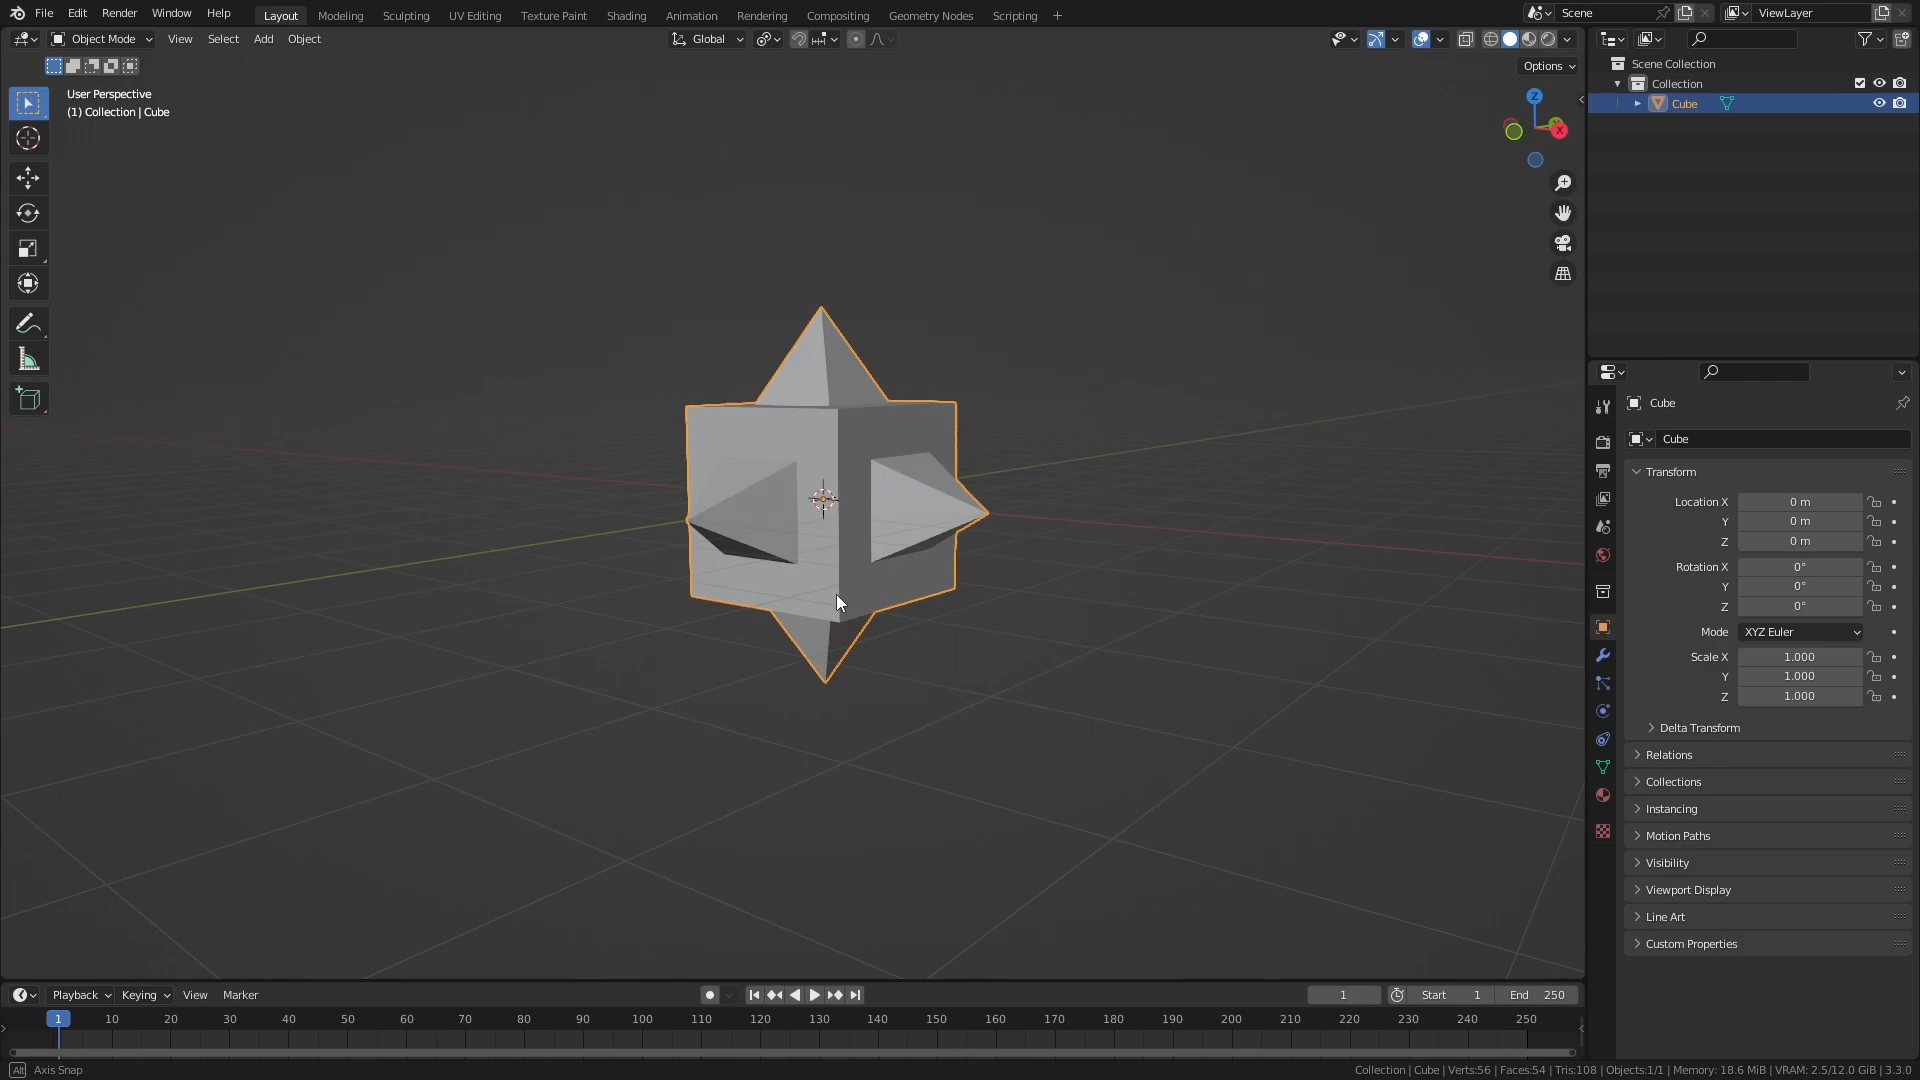 File Edit Render Window Help Layout Modeling Sculpting UV Editing Texture Paint Shading Animation Rendering Compositing Geometry Nodes Scripting + Scene ViewLayer
Object Mode View Select Add Object Global
Options
User Perspective
(1) Collection | Cube
Z
X
Scene Collection
Collection
Cube
Cube
Cube
Transform
Location X 0 m
Y 0 m
Z 0 m
Rotation X 0°
Y 0°
Z 0°
Mode XYZ Euler
Scale X 1.000
Y 1.000
Z 1.000
Delta Transform
Relations
Collections
Instancing
Motion Paths
Visibility
Viewport Display
Line Art
Custom Properties
Playback Keying View Marker 1 Start 1 End 250
1 10 20 30 40 50 60 70 80 90 100 110 120 130 140 150 160 170 180 190 200 210 220 230 240 250
Alt Axis Snap Collection | Cube | Verts:56 | Faces:54 | Tris:108 | Objects:1/1 | Memory: 18.6 MiB | VRAM: 2.5/12.0 GiB | 3.3.0